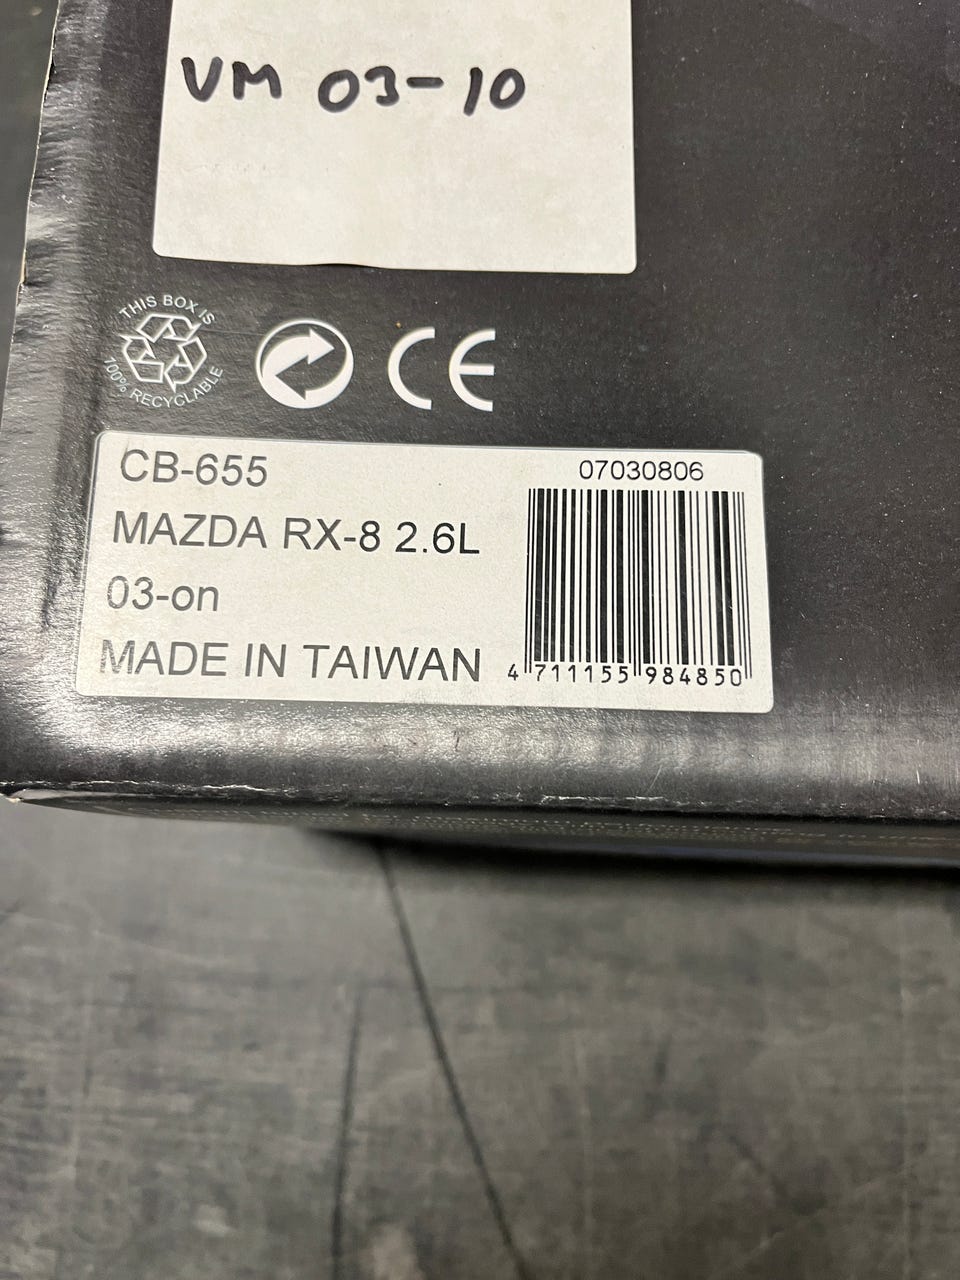 VM 03-10
THIS BOX IS
100% RECYCLABLE
CE
CB-655
MAZDA RX-8 2.6L
03-on
MADE IN TAIWAN
07030806
4 711155 984850